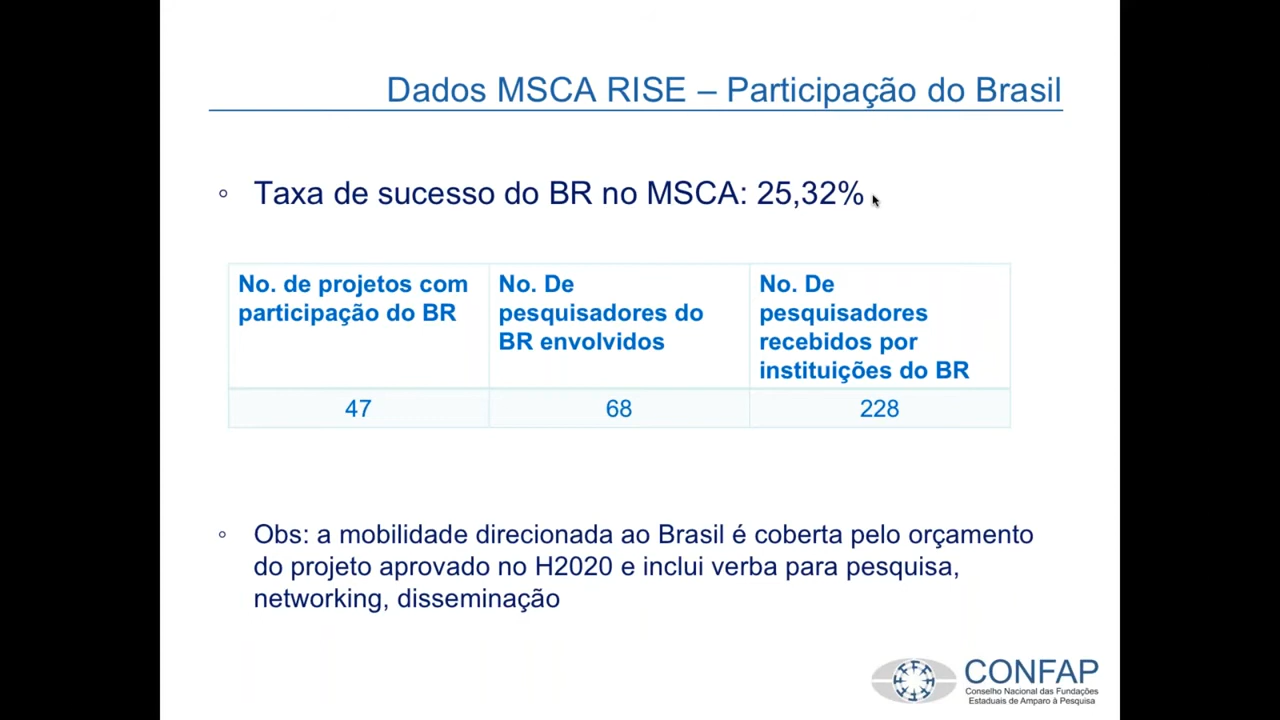 Dados MSCA RISE – Participação do Brasil
Taxa de sucesso do BR no MSCA: 25,32%
No. de projetos com
participação do BR
No. De
pesquisadores do
BR envolvidos
No. De
pesquisadores
recebidos por
instituições do BR
47
68
228
Obs: a mobilidade direcionada ao Brasil é coberta pelo orçamento
do projeto aprovado no H2020 e inclui verba para pesquisa,
networking, disseminação
CONFAP
Conselho Nacional das Fundações
Estaduais de Amparo à Pesquisa